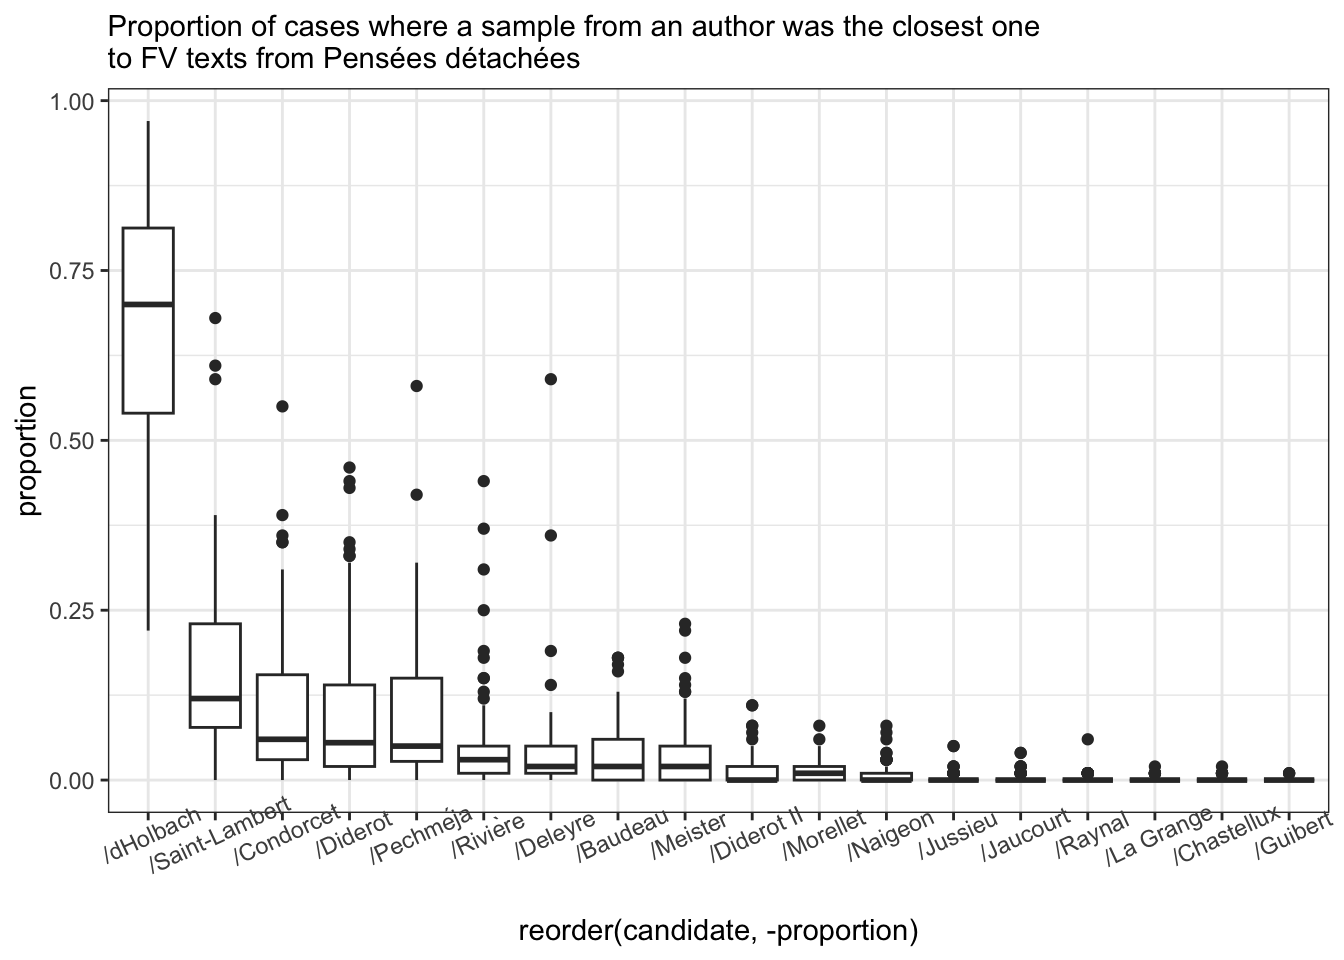 Proportion of cases where a sample from an author was the closest one
to FV texts from Pensées détachées
proportion
1.00
0.75
0.50
0.25
0.00
/dHolbach
/Saint-Lambert
/Condorcet
/Diderot
/Pechméja
/Rivière
/Deleyre
/Baudeau
/Meister
/Diderot II
/Morellet
/Naigeon
/Jussieu
/Jaucourt
/Raynal
/La Grange
/Chastellux
/Guibert
reorder(candidate, -proportion)